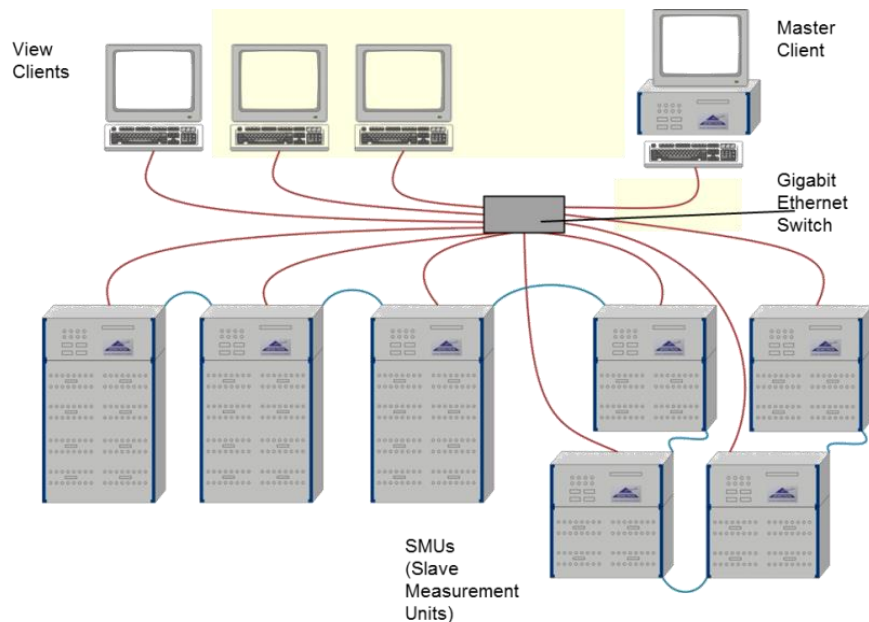 View
Clients
Master
Client
Gigabit
Ethernet
Switch
SMUs
(Slave
Measurement
Units)